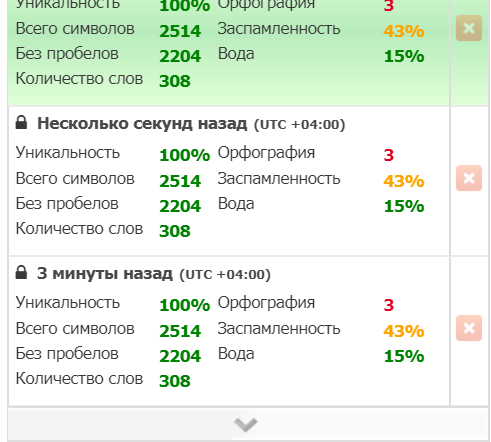 Уникальность 100% Орфография 3
Всего символов 2514 Заспамленность 43%
Без пробелов 2204 Вода 15%
Количество слов 308
Несколько секунд назад (UTC +04:00)
Уникальность 100% Орфография 3
Всего символов 2514 Заспамленность 43%
Без пробелов 2204 Вода 15%
Количество слов 308
3 минуты назад (UTC +04:00)
Уникальность 100% Орфография 3
Всего символов 2514 Заспамленность 43%
Без пробелов 2204 Вода 15%
Количество слов 308